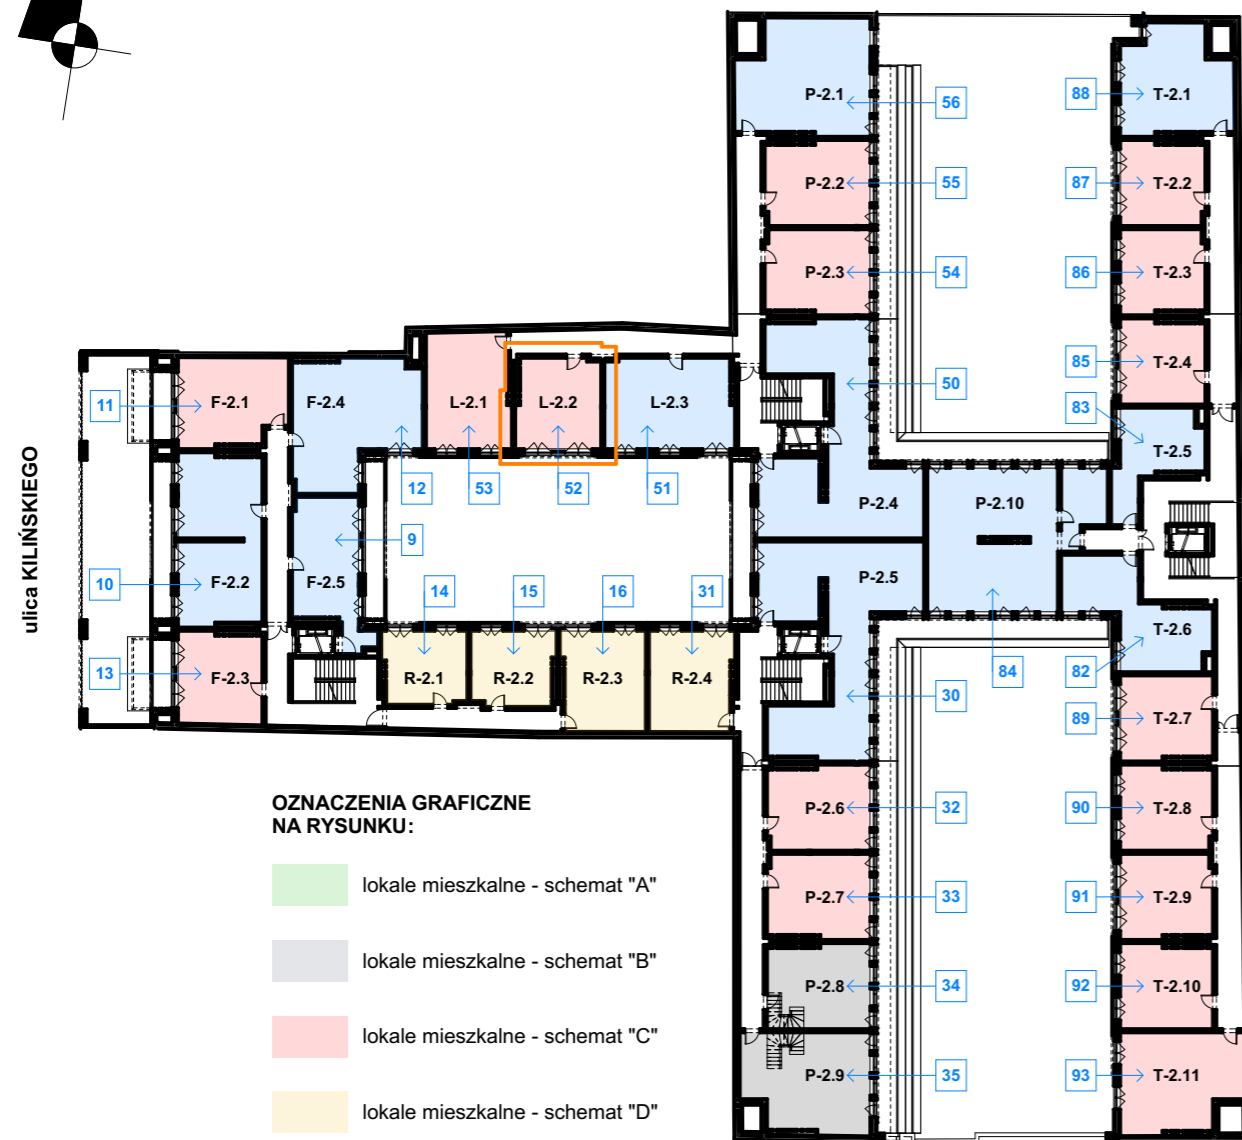 P-2.1
56
88
T-2.1
P-2.2
55
87
T-2.2
P-2.3
54
86
T-2.3
85
T-2.4
50
83
T-2.5
11
F-2.1
F-2.4
L-2.1
L-2.2
L-2.3
12
53
52
51
ulica KILIŃSKIEGO
P-2.4
P-2.10
9
10
F-2.2
F-2.5
14
15
16
31
P-2.5
T-2.6
13
F-2.3
R-2.1
R-2.2
R-2.3
R-2.4
30
84
82
89
T-2.7
OZNACZENIA GRAFICZNE
NA RYSUNKU:
P-2.6
32
90
T-2.8
lokale mieszkalne - schemat "A"
P-2.7
33
91
T-2.9
lokale mieszkalne - schemat "B"
P-2.8
34
92
T-2.10
lokale mieszkalne - schemat "C"
P-2.9
35
93
T-2.11
lokale mieszkalne - schemat "D"